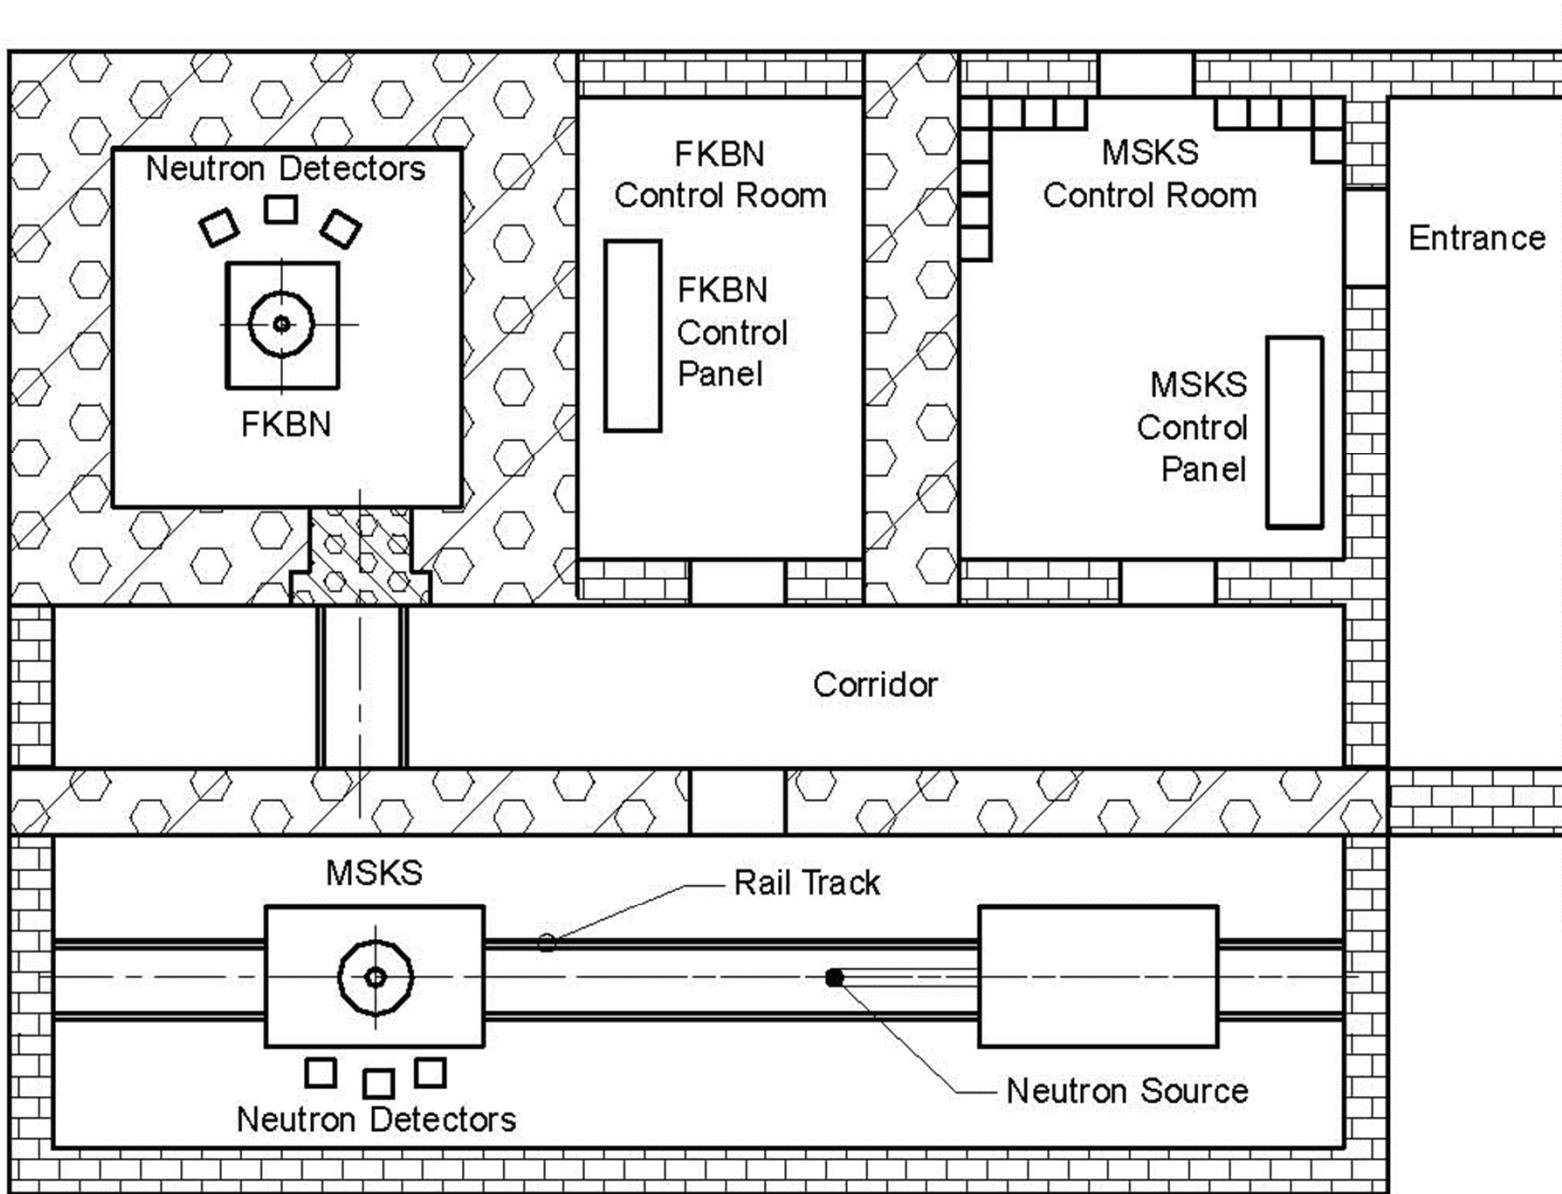 Neutron Detectors
FKBN
FKBN
Control Room
FKBN
Control
Panel
MSKS
Control Room
MSKS
Control
Panel
Entrance
Corridor
MSKS
Rail Track
Neutron Source
Neutron Detectors